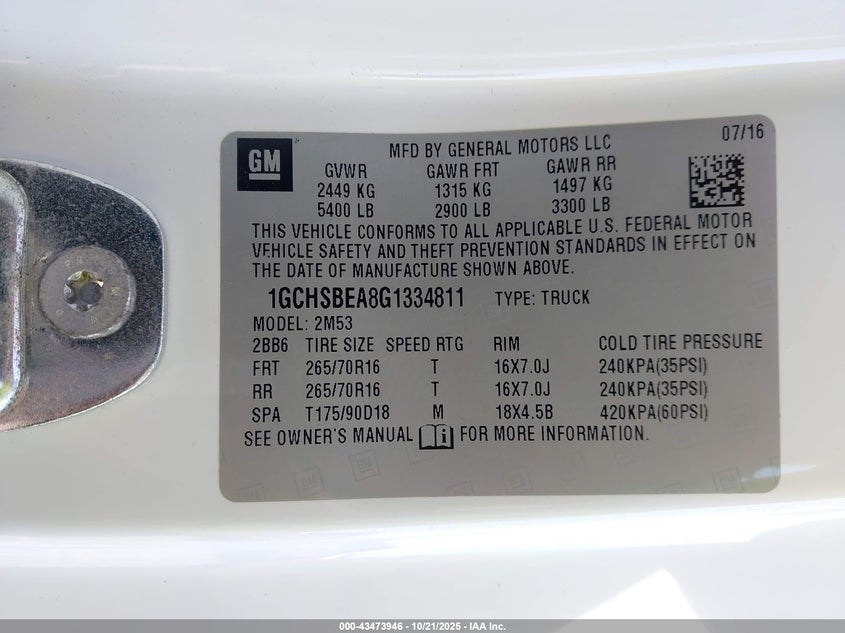 GM
MFD BY GENERAL MOTORS LLC 07/16
GVWR GAWR FRT GAWR RR
2449 KG 1315 KG 1497 KG
5400 LB 2900 LB 3300 LB
THIS VEHICLE CONFORMS TO ALL APPLICABLE U.S. FEDERAL MOTOR
VEHICLE SAFETY AND THEFT PREVENTION STANDARDS IN EFFECT ON
THE DATE OF MANUFACTURE SHOWN ABOVE.
1GCHSBEA8G1334811 TYPE: TRUCK
MODEL: 2M53
2BB6 TIRE SIZE SPEED RTG RIM COLD TIRE PRESSURE
FRT 265/70R16 T 16X7.0J 240KPA(35PSI)
RR 265/70R16 T 16X7.0J 240KPA(35PSI)
SPA T175/90D18 M 18X4.5B 420KPA(60PSI)
SEE OWNER'S MANUAL FOR MORE INFORMATION.
000-43473946 - 10/21/2025 - IAA Inc.